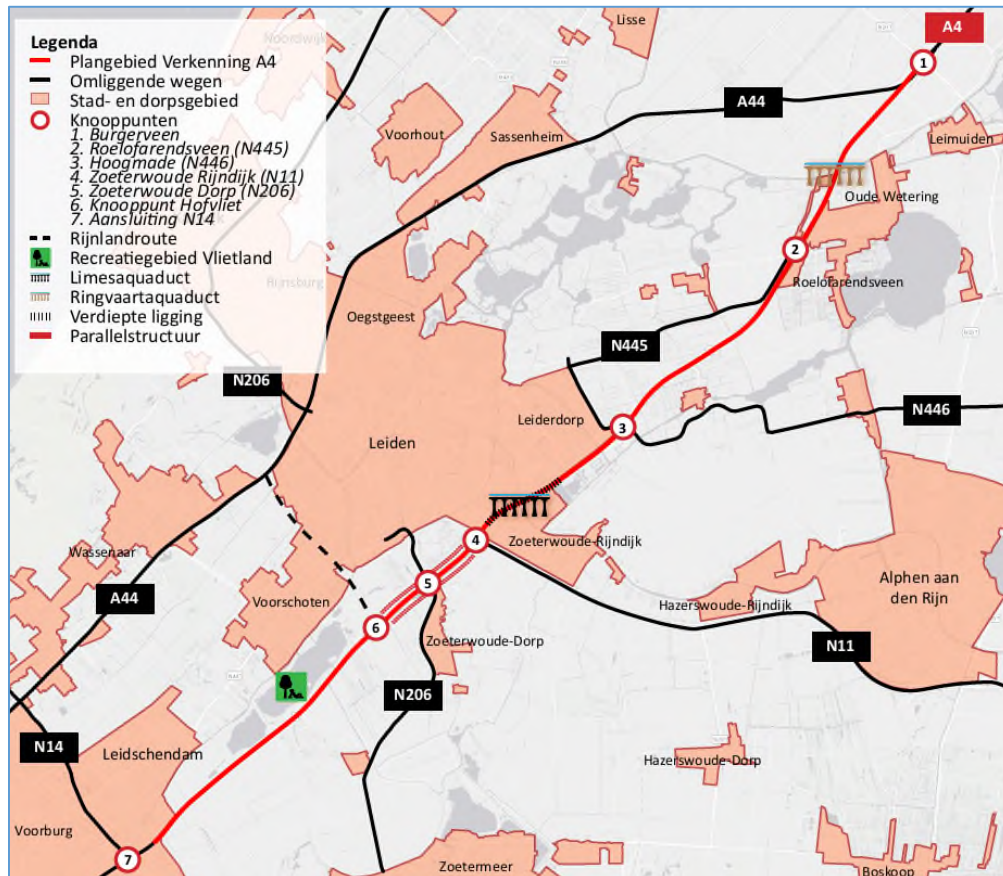 Legenda
Plangebied Verkenning A4
Omliggende wegen
Stad- en dorpsgebied
Knooppunten
1. Burgerveen
2. Roelofarendsveen (N445)
3. Hoogmade (N446)
4. Zoeterwoude Rijndijk (N11)
5. Zoeterwoude Dorp (N206)
6. Knooppunt Hofvliet
7. Aansluiting N14
Rijnlandroute
Recreatiegebied Vlietland
Limesaquaduct
Ringvaartaquaduct
Verdiepte ligging
Parallelstructuur
Noordwijk
Rijnsburg
Lisse
A4
1
A44
Voorhout
Sassenheim
Leimuiden
Oude Wetering
2
Roelofarendsveen
Oegstgeest
N445
N206
Leiderdorp
N446
3
Leiden
4
Zoeterwoude-Rijndijk
Wassenaar
A44
Voorschoten
5
Hazerswoude-Rijndijk
Alphen aan
den Rijn
6
Zoeterwoude-Dorp
N11
N206
N14
Leidschendam
Hazerswoude-Dorp
Voorburg
7
Zoetermeer
Boskoop